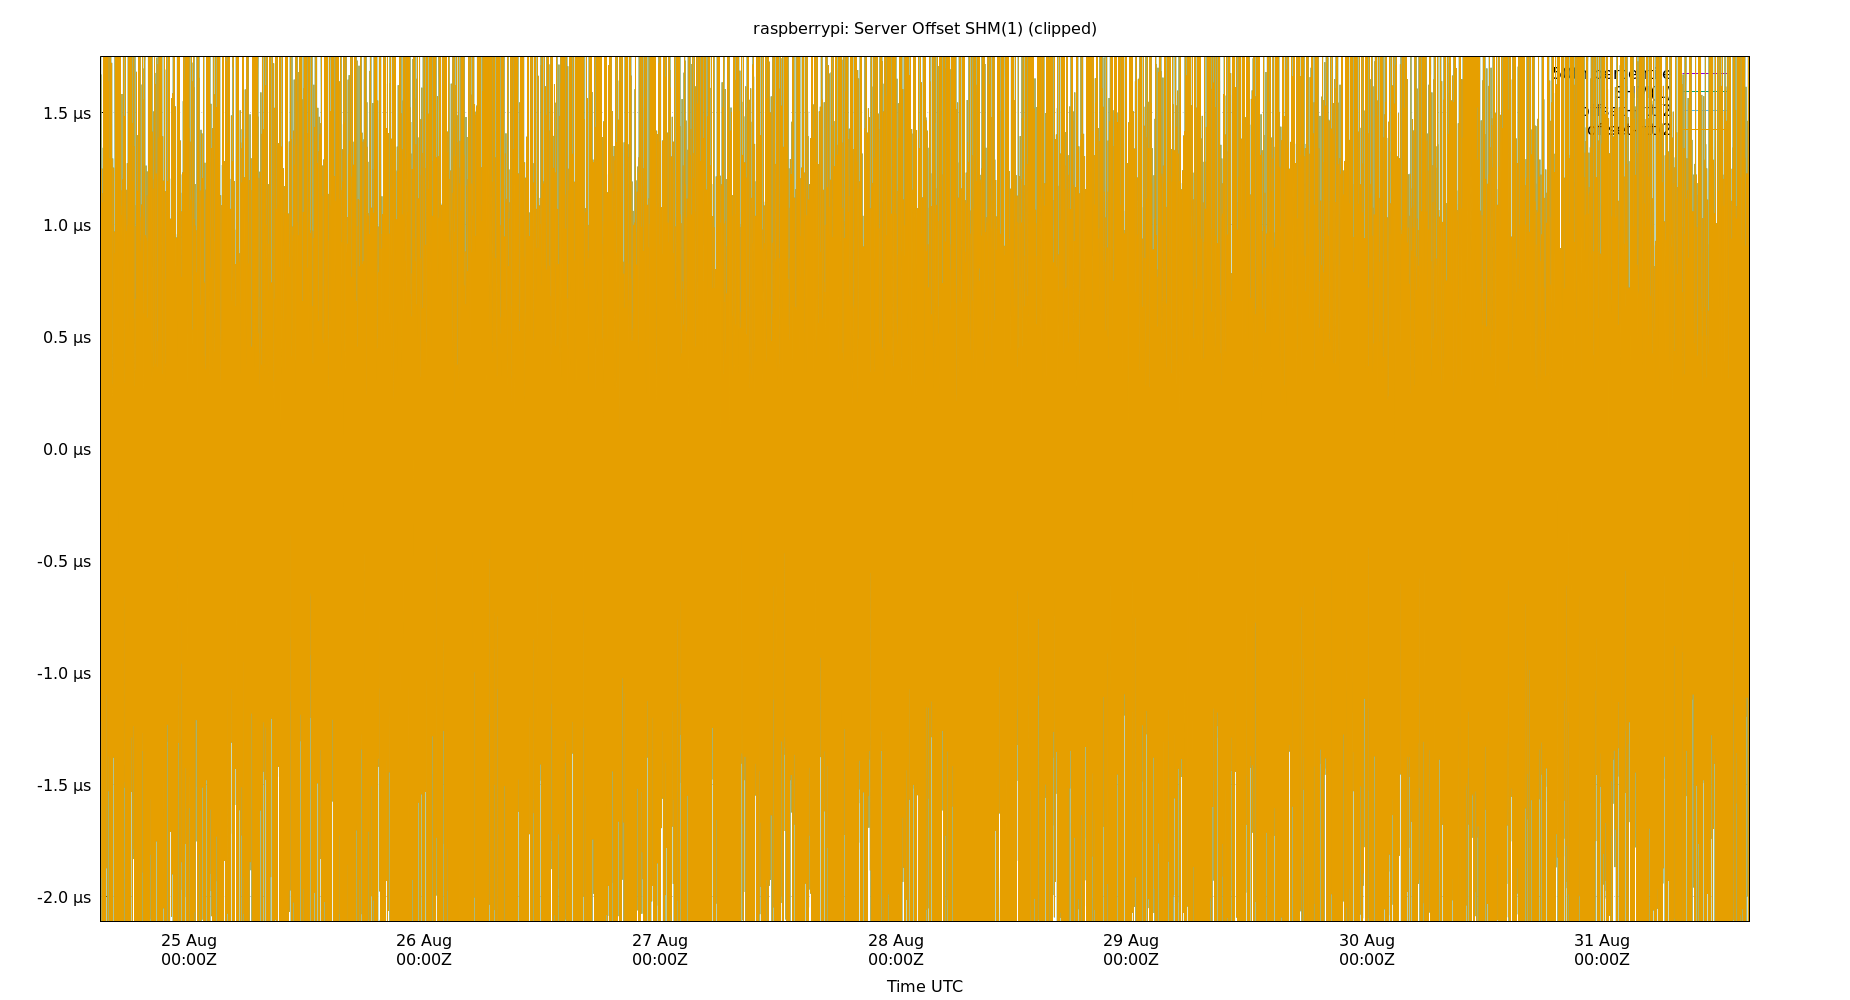 raspberrypi: Server Offset SHM(1) (clipped)
1.5 µs
1.0 µs
0.5 µs
0.0 µs
-0.5 µs
-1.0 µs
-1.5 µs
-2.0 µs
25 Aug 26 Aug 27 Aug 28 Aug 29 Aug 30 Aug 31 Aug
00:00Z 00:00Z 00:00Z 00:00Z 00:00Z 00:00Z 00:00Z
Time UTC